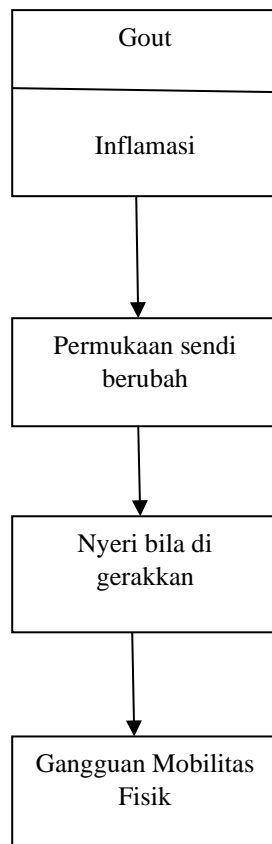 Gout
Inflamasi
Permukaan sendi
berubah
Nyeri bila di
gerakkan
Gangguan Mobilitas
Fisik